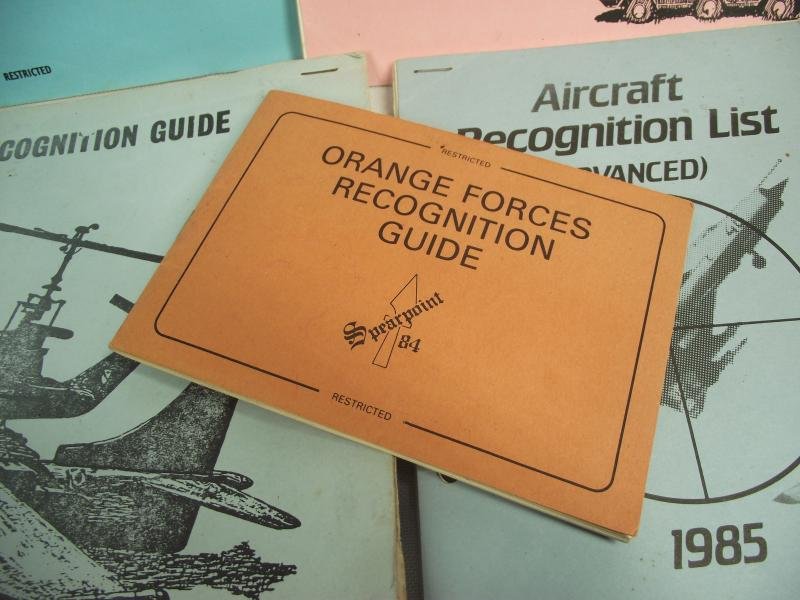 RESTRICTED
COGNITION GUIDE
RESTRICTED
ORANGE FORCES
RECOGNITION
GUIDE
Spearpoint
84
RESTRICTED
Aircraft
Recognition List
VANCED)
1985